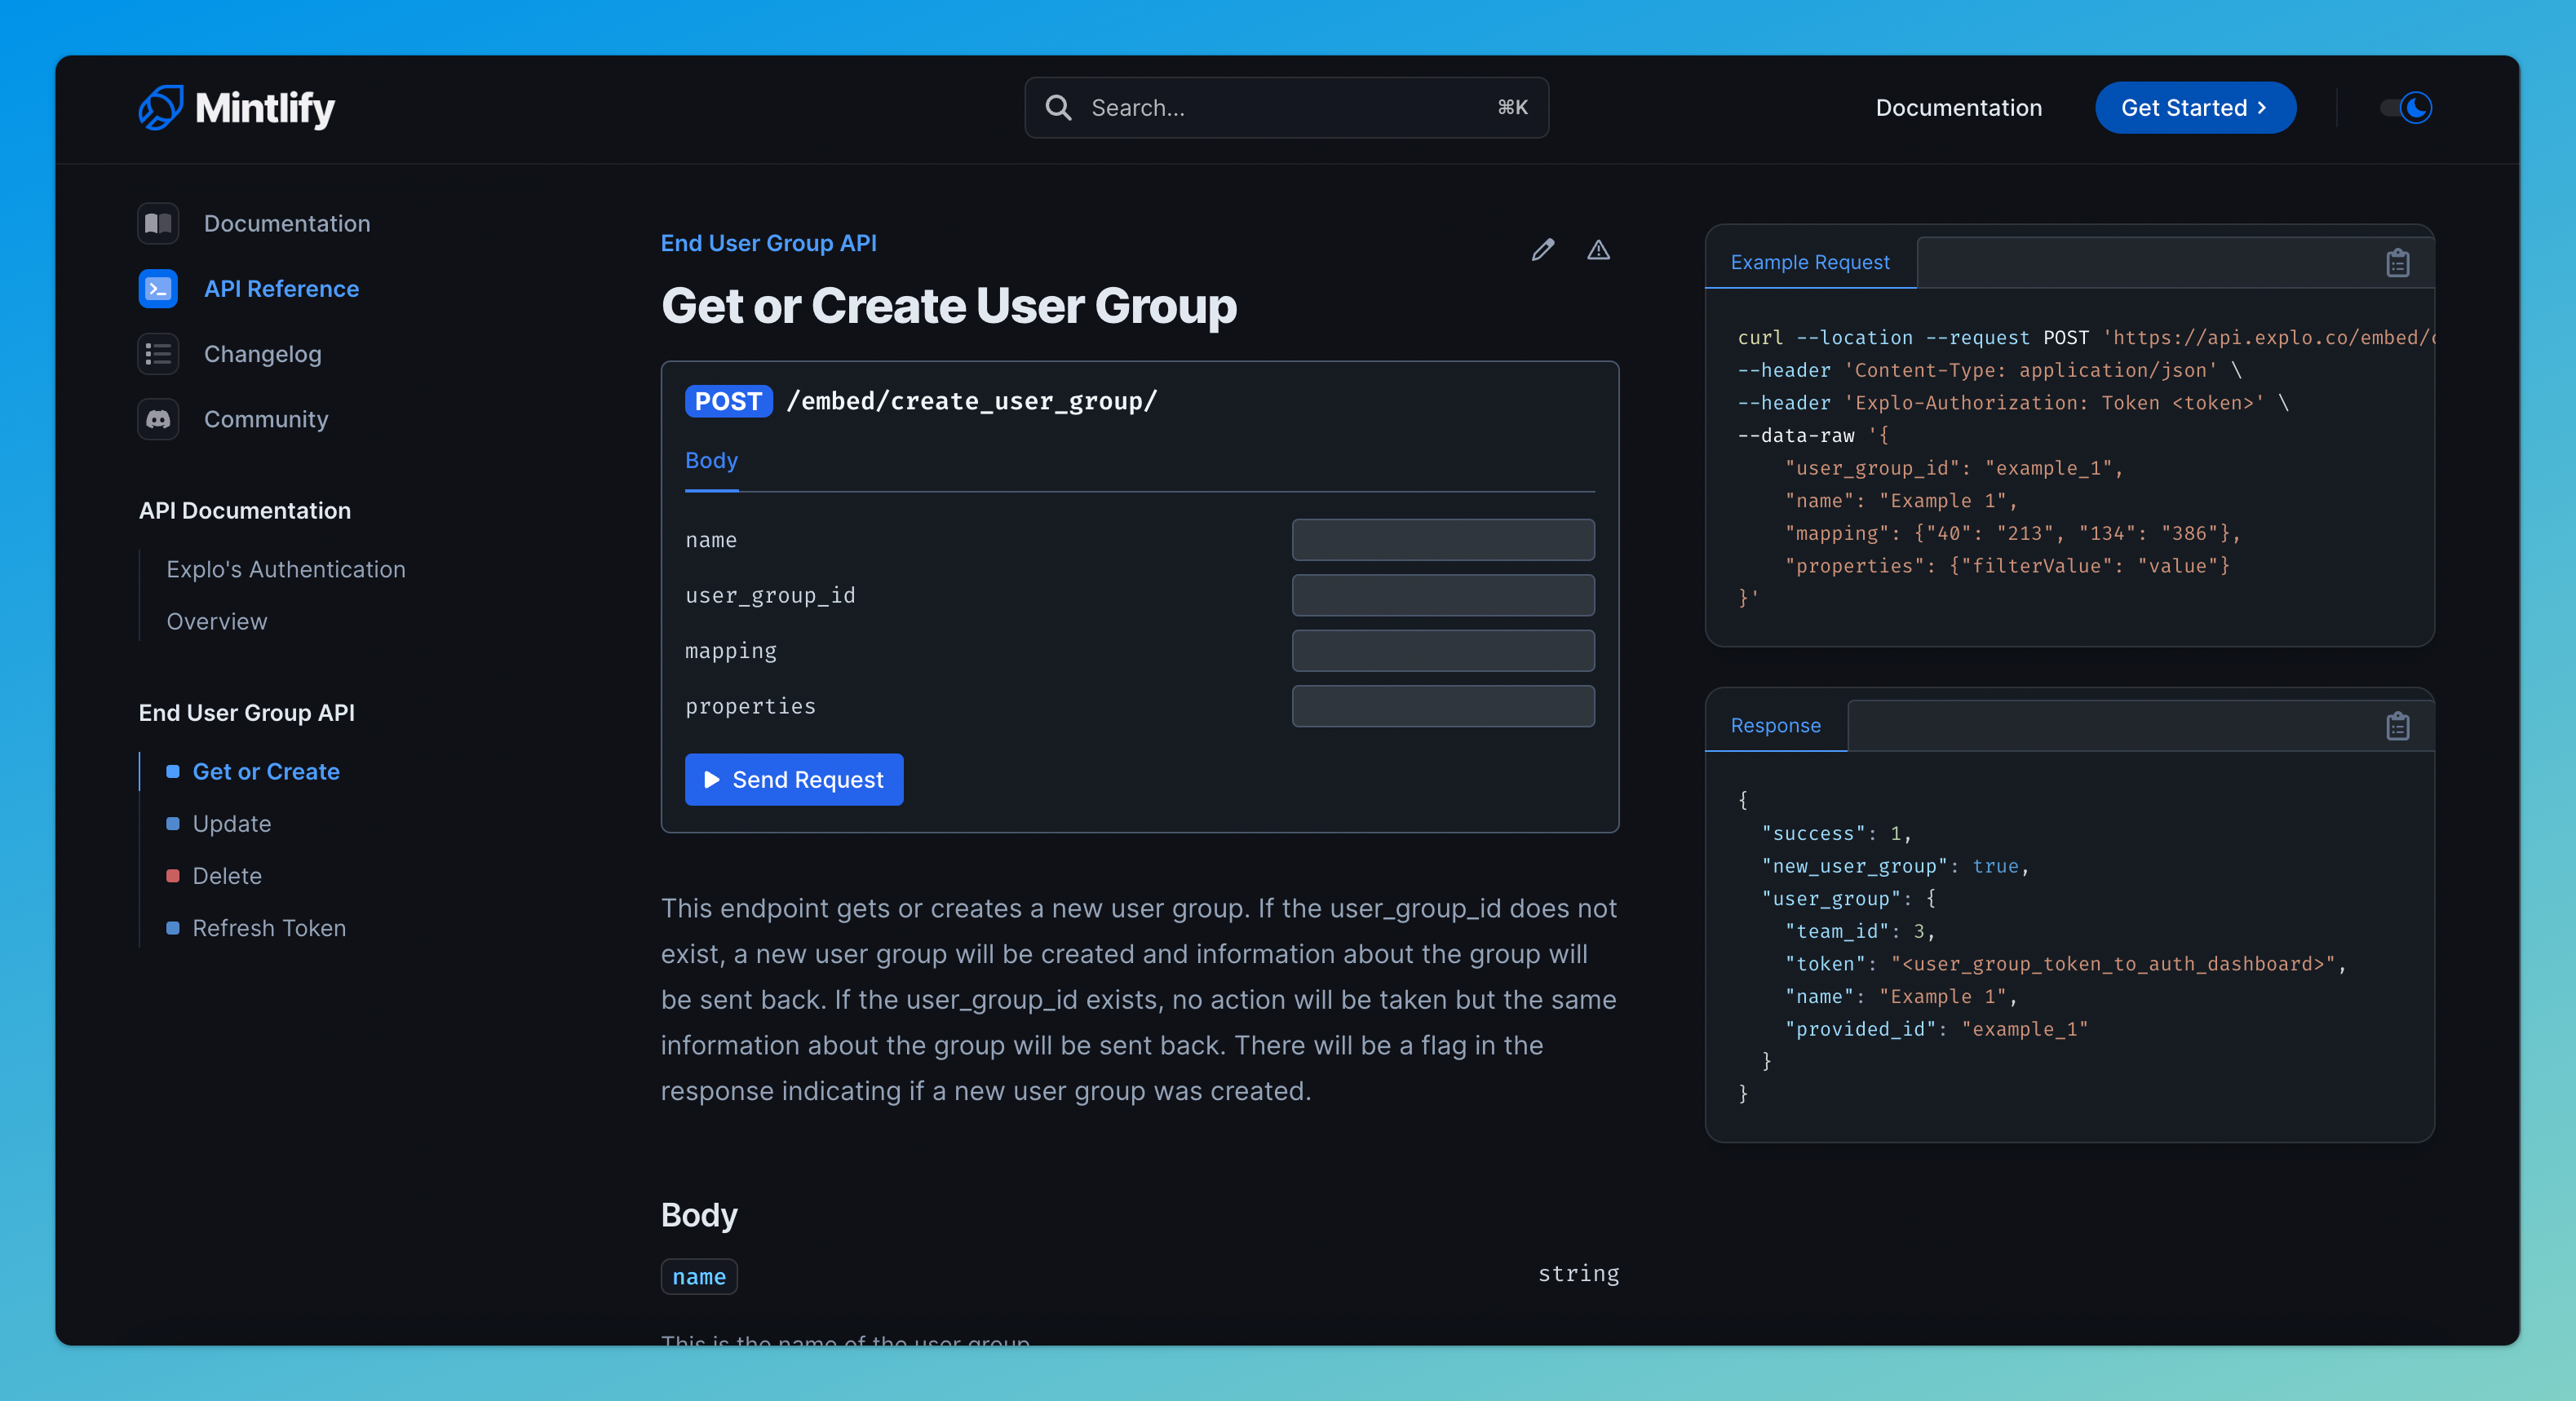 Mintlify
Search...
⌘K
Documentation
Get Started ›
Documentation
API Reference
Changelog
Community
API Documentation
Explo's Authentication
Overview
End User Group API
Get or Create
Update
Delete
Refresh Token
End User Group API
Get or Create User Group
POST /embed/create_user_group/
Body
name
user_group_id
mapping
properties
Send Request
This endpoint gets or creates a new user group. If the user_group_id does not
exist, a new user group will be created and information about the group will
be sent back. If the user_group_id exists, no action will be taken but the same
information about the group will be sent back. There will be a flag in the
response indicating if a new user group was created.
Body
name
string
This is the name of the user group
Example Request
curl --location --request POST 'https://api.explo.co/embed/
--header 'Content-Type: application/json' \
--header 'Explo-Authorization: Token <token>' \
--data-raw '{
    "user_group_id": "example_1",
    "name": "Example 1",
    "mapping": {"40": "213", "134": "386"},
    "properties": {"filterValue": "value"}
}'
Response
{
  "success": 1,
  "new_user_group": true,
  "user_group": {
    "team_id": 3,
    "token": "<user_group_token_to_auth_dashboard>",
    "name": "Example 1",
    "provided_id": "example_1"
  }
}